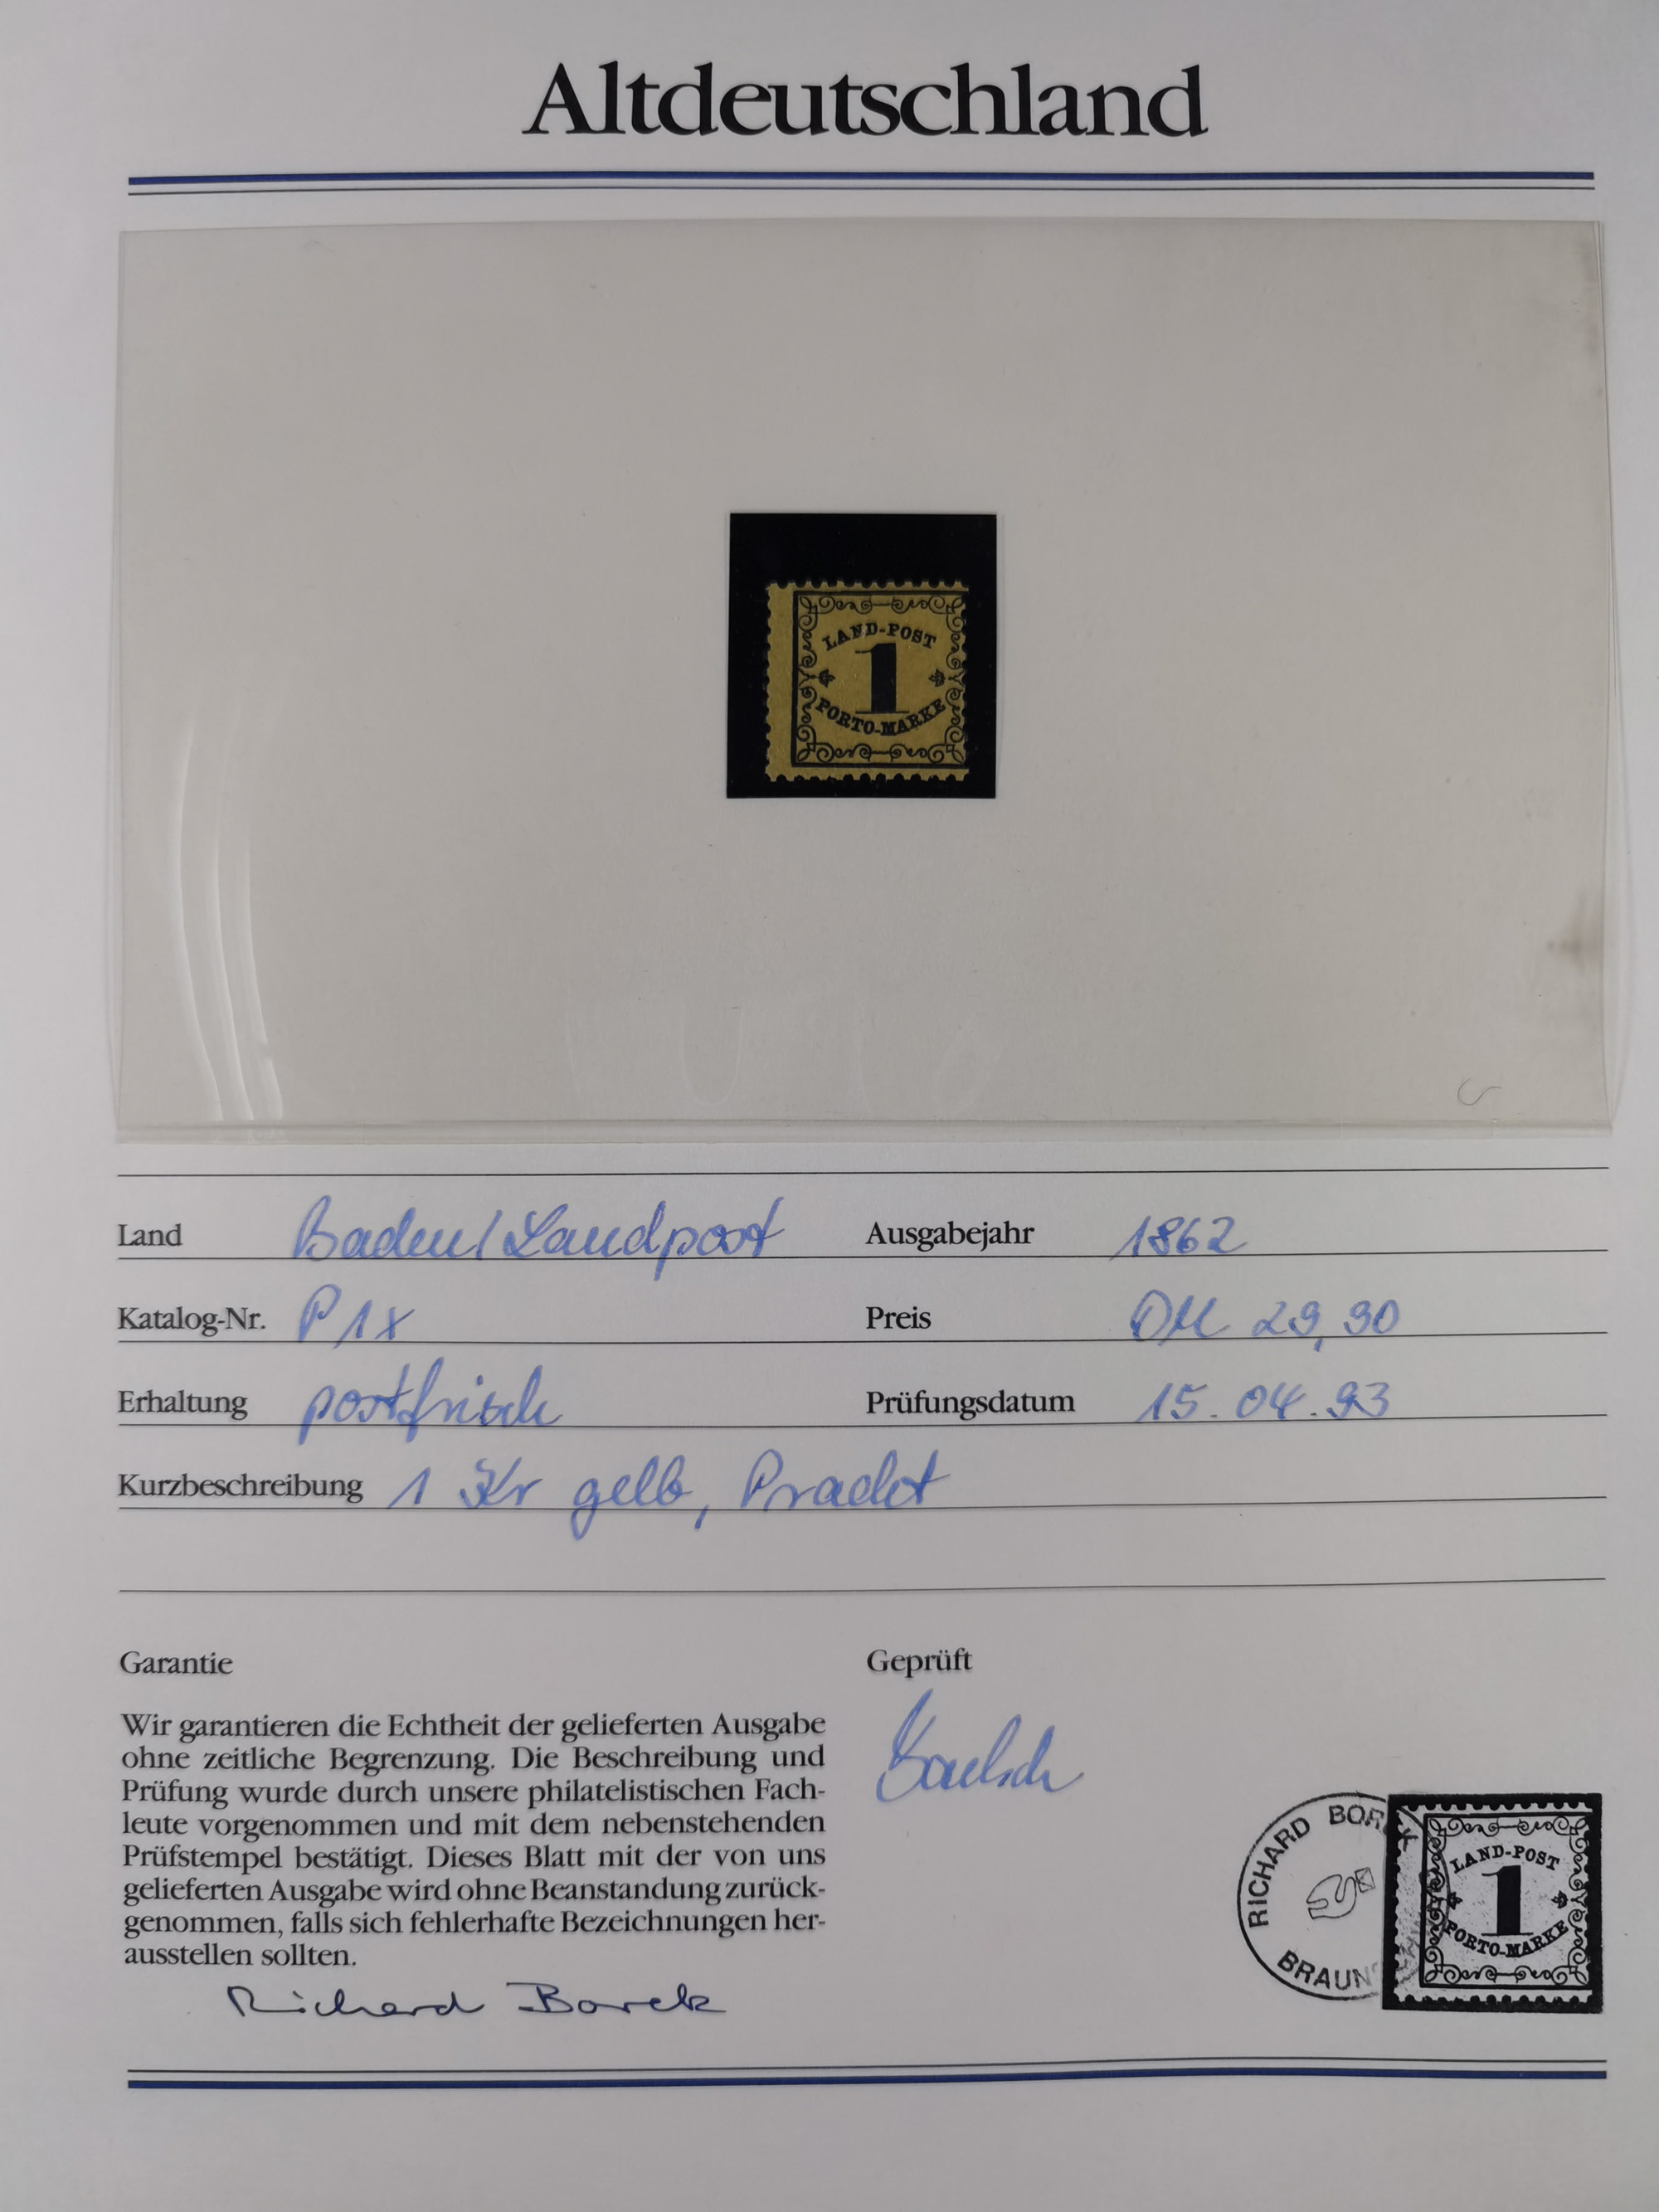 Altdeutschland
LAND-POST
1
PORTO-MARKE
Land Baden/Landpost Ausgabejahr 1862
Katalog-Nr. P1x Preis DM 29,90
Erhaltung postfrisch Prüfungsdatum 15.04.93
Kurzbeschreibung 1 Kr gelb, Pracht
Garantie
Wir garantieren die Echtheit der gelieferten Ausgabe
ohne zeitliche Begrenzung. Die Beschreibung und
Prüfung wurde durch unsere philatelistischen Fach-
leute vorgenommen und mit dem nebenstehenden
Prüfstempel bestätigt. Dieses Blatt mit der von uns
gelieferten Ausgabe wird ohne Beanstandung zurück-
genommen, falls sich fehlerhafte Bezeichnungen her-
ausstellen sollten.
Richard Borek
Geprüft
RICHARD BOREK
BRAUN
LAND-POST
1
PORTO-MARKE